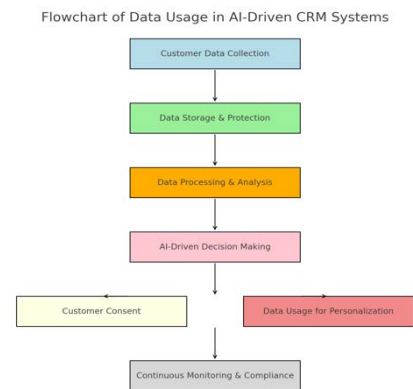 Flowchart of Data Usage in AI-Driven CRM Systems
Customer Data Collection
Data Storage & Protection
Data Processing & Analysis
AI-Driven Decision Making
Customer Consent
Data Usage for Personalization
Continuous Monitoring & Compliance